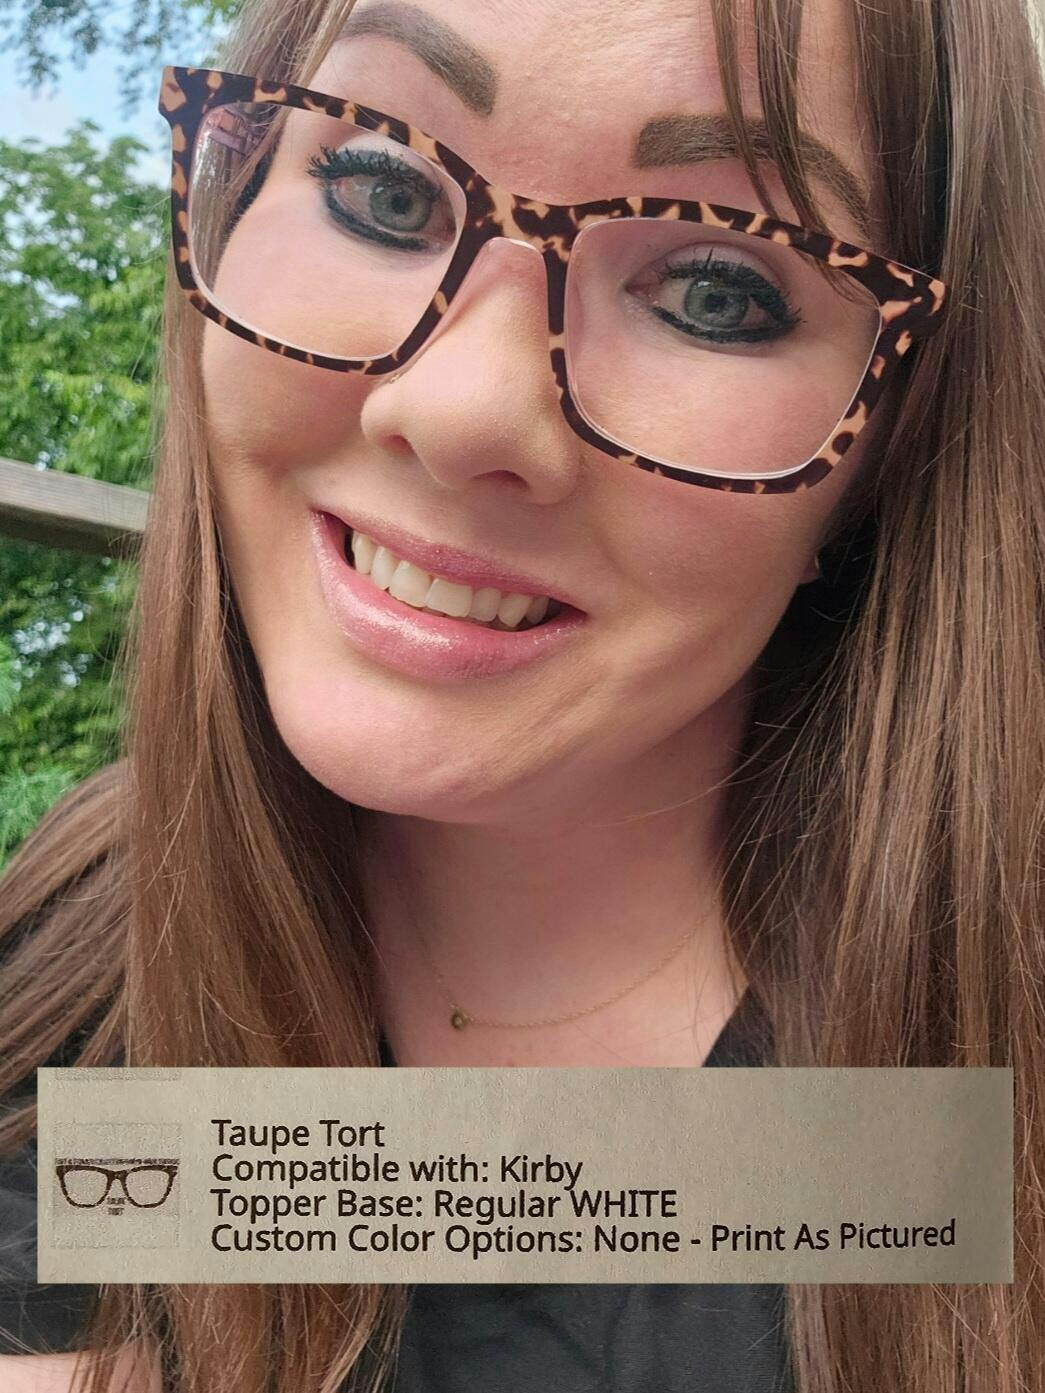 Taupe Tort
Compatible with: Kirby
Topper Base: Regular WHITE
Custom Color Options: None - Print As Pictured